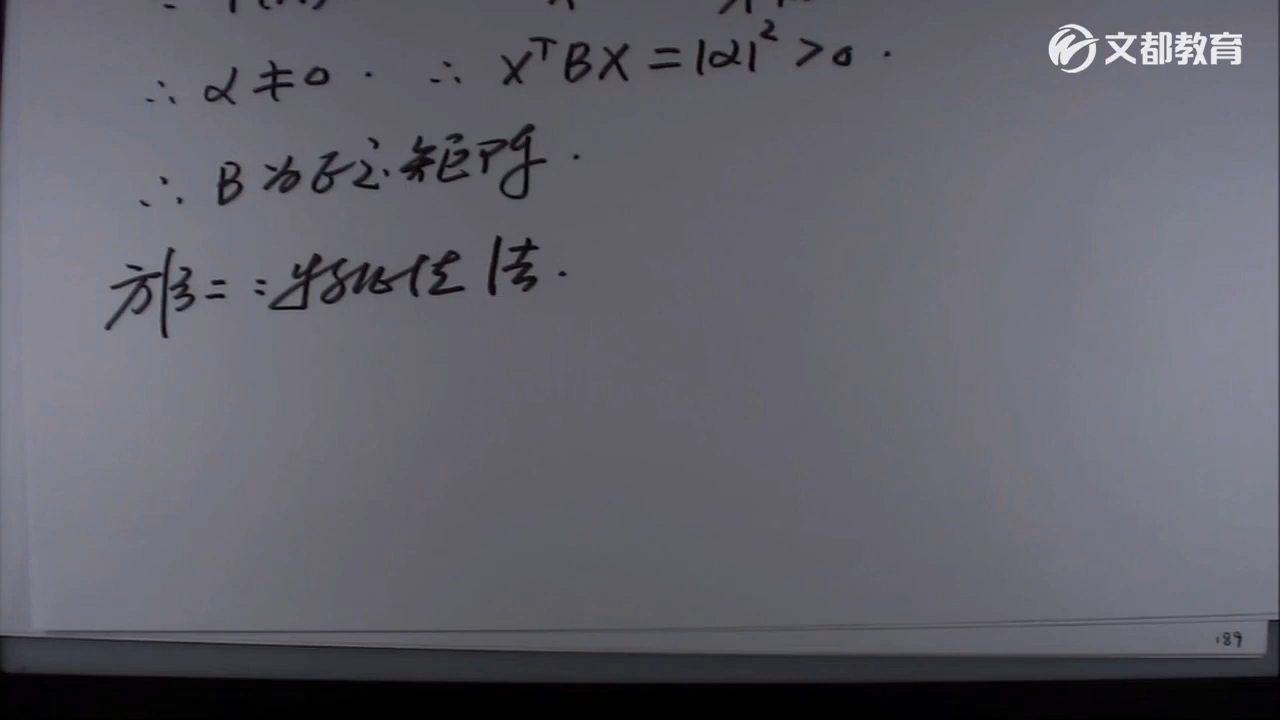 文都教育
∴ α ≠ 0 . ∴ XᵀBX = |α|² > 0 .
∴ B 为正定矩阵 .
方法二 : 特征值法 .
189